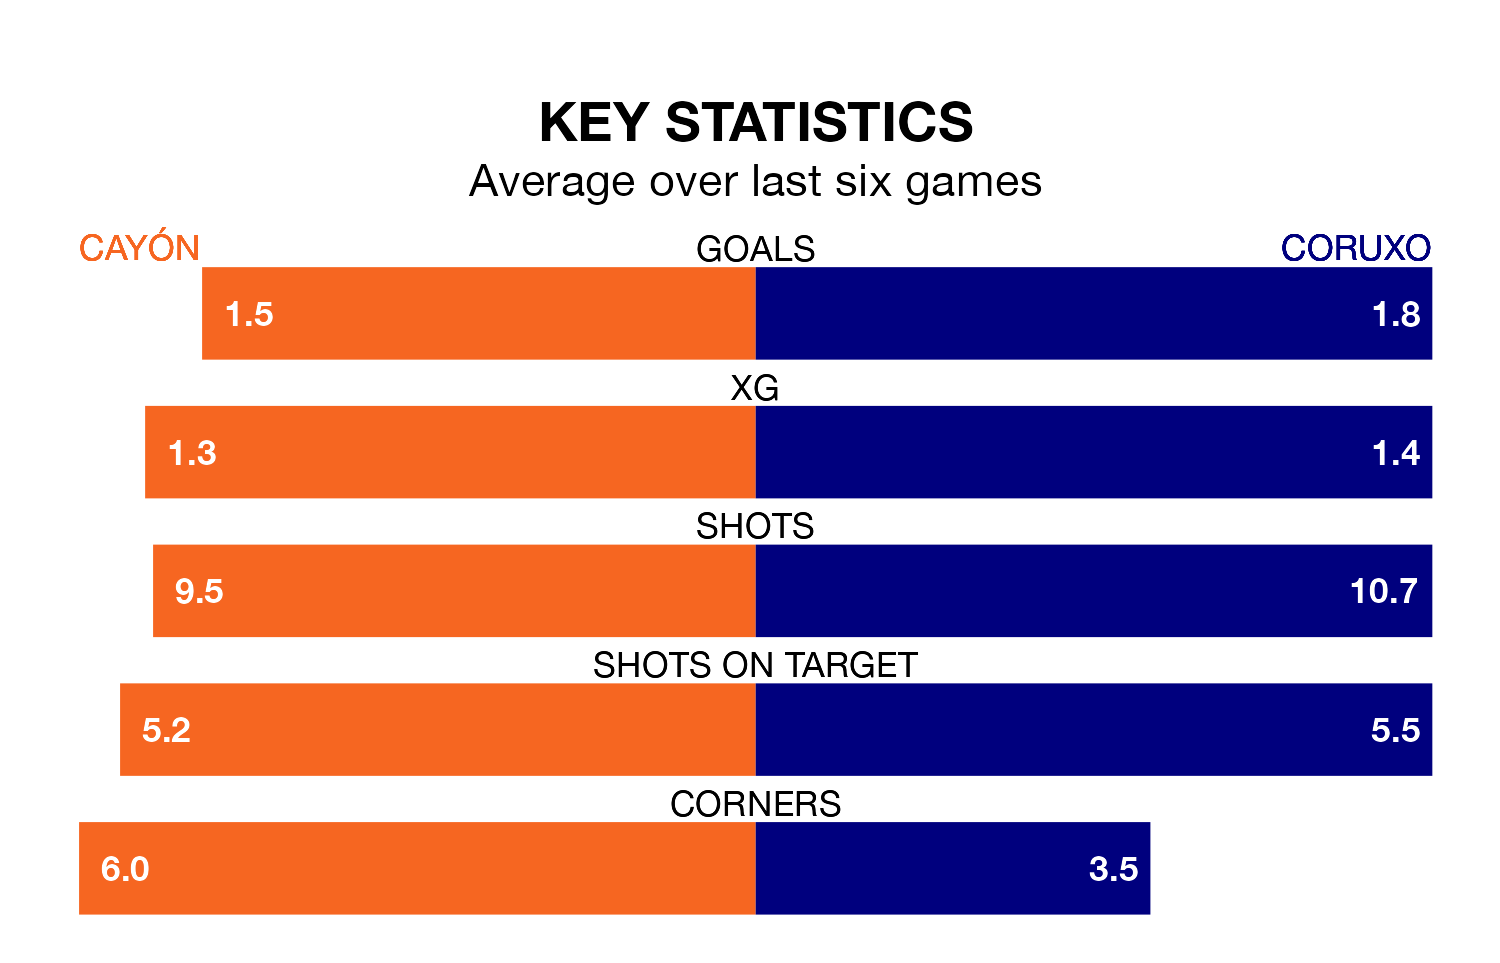 KEY STATISTICS
Average over last six games
CAYÓN GOALS CORUXO
1.5 1.8
XG
1.3 1.4
SHOTS
9.5 10.7
SHOTS ON TARGET
5.2 5.5
CORNERS
6.0 3.5